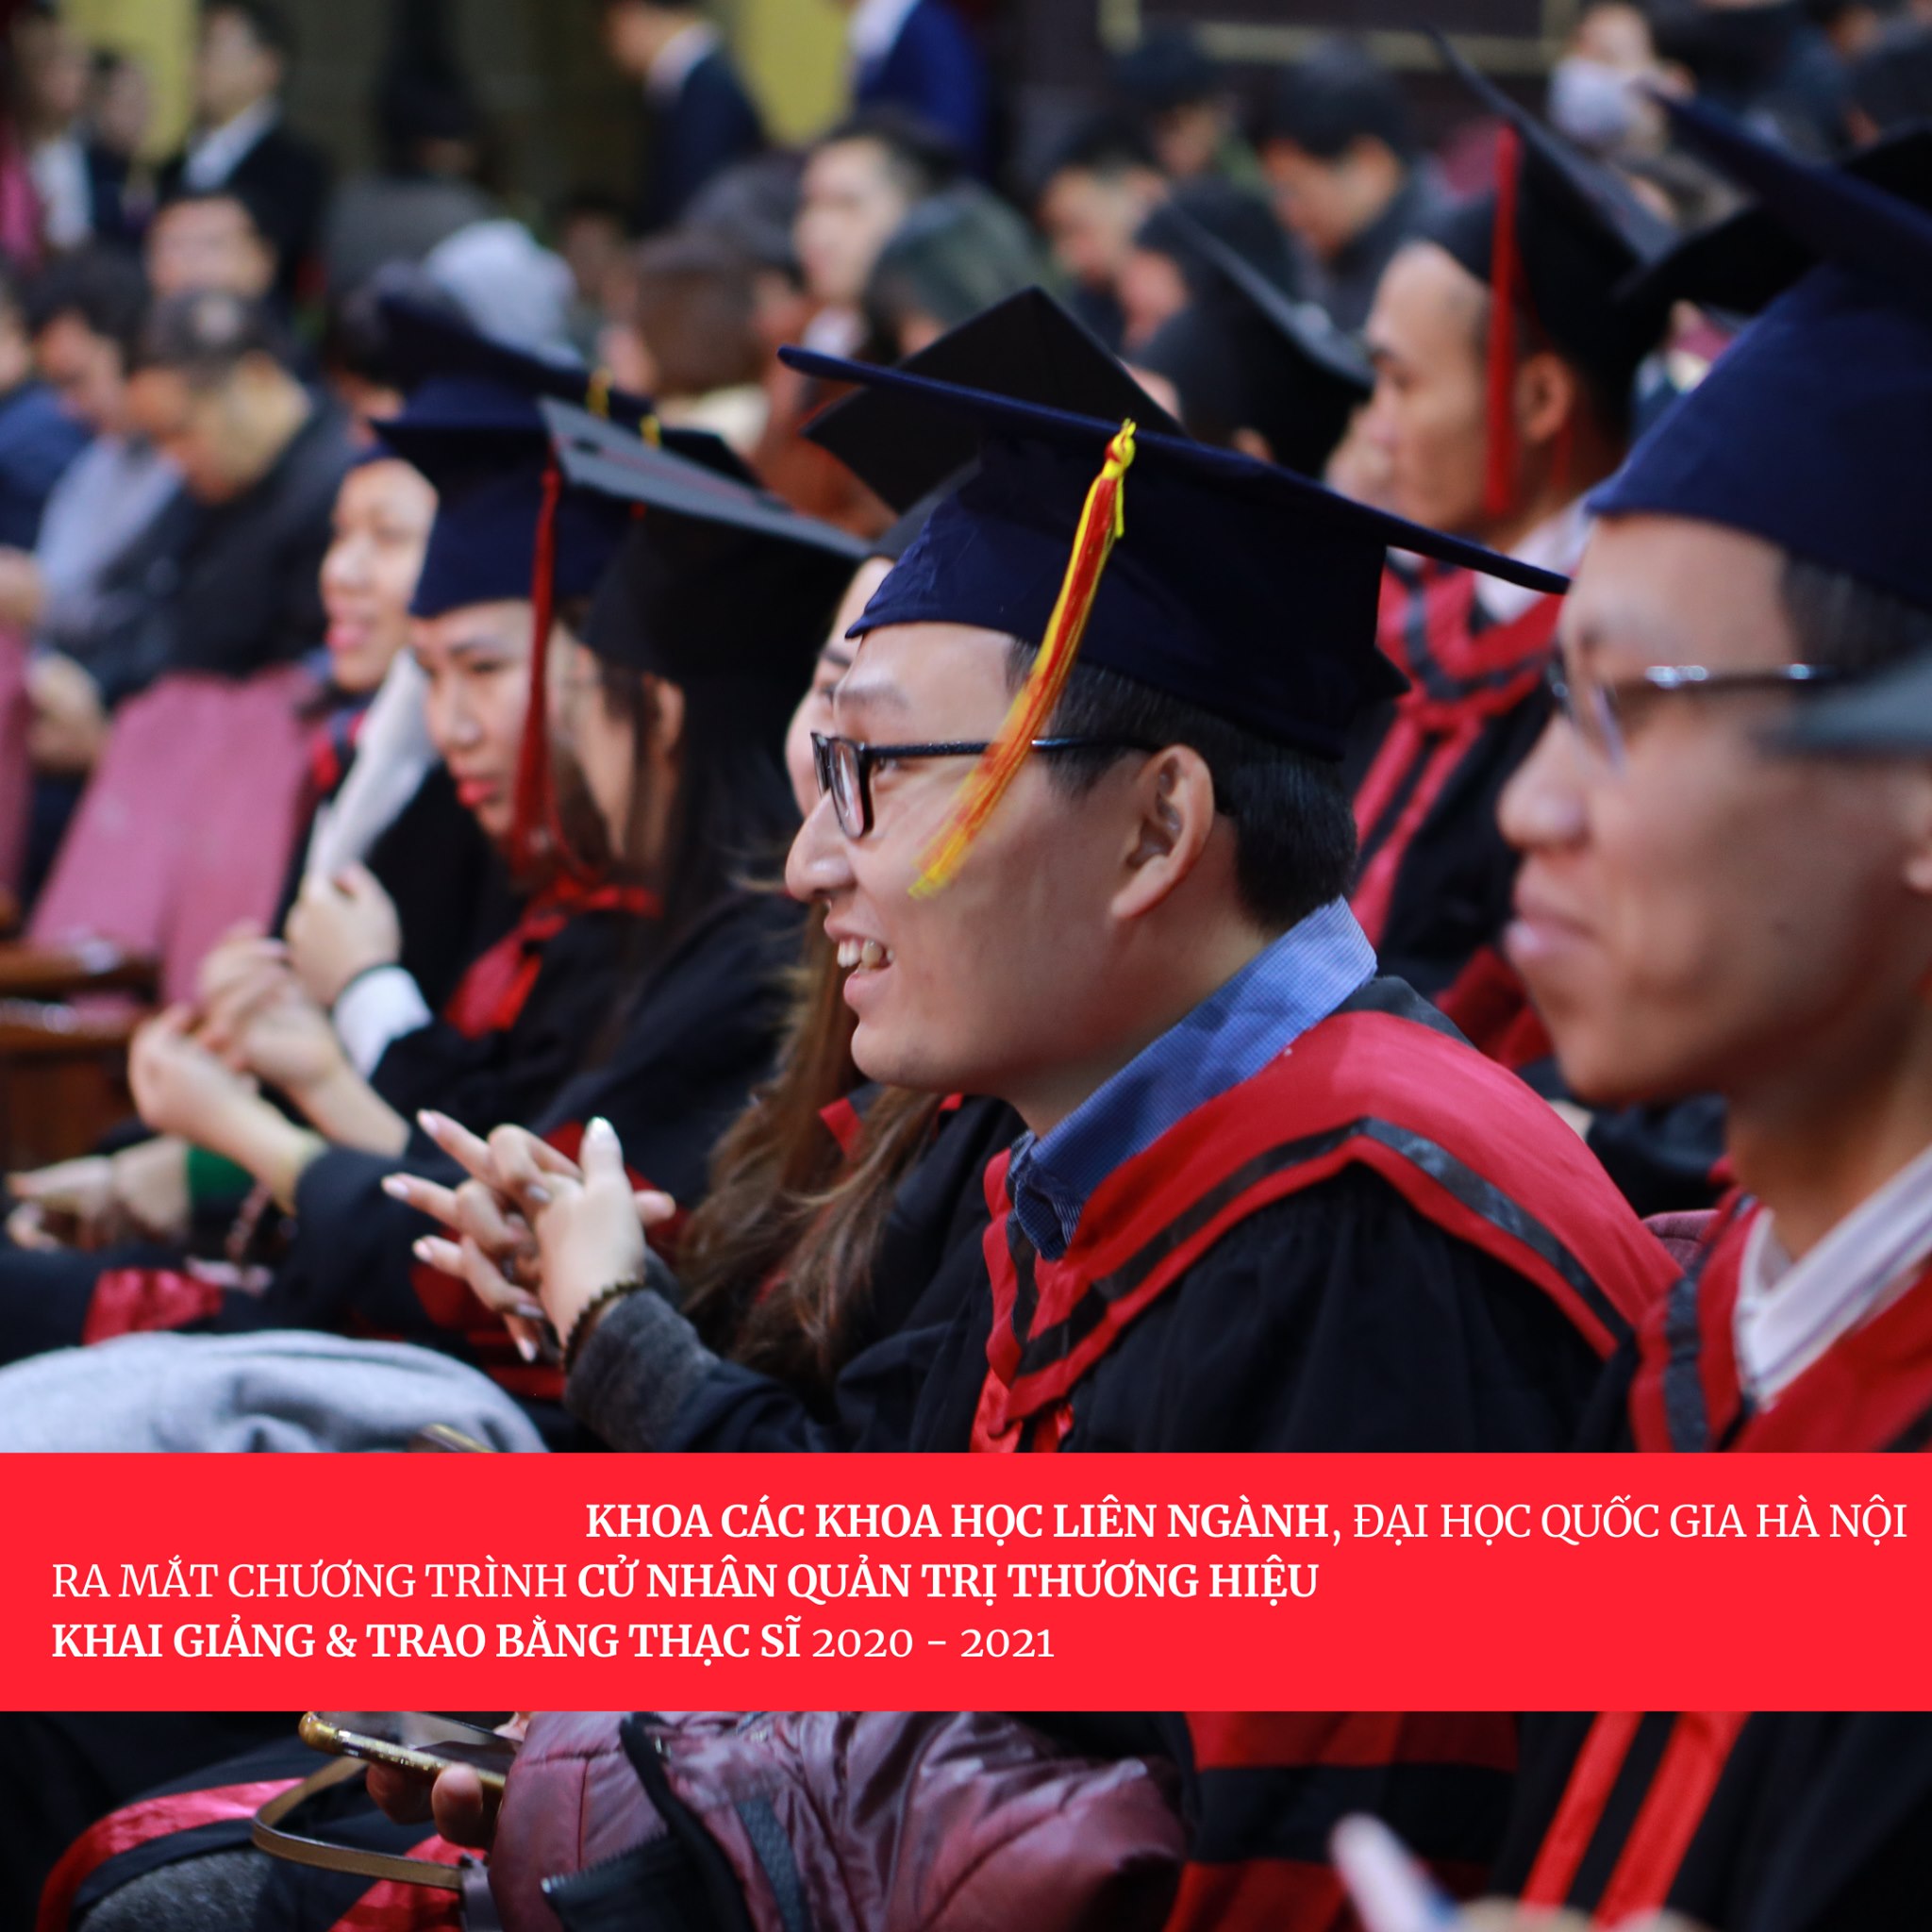 KHOA CÁC KHOA HỌC LIÊN NGÀNH, ĐẠI HỌC QUỐC GIA HÀ NỘI
RA MẮT CHƯƠNG TRÌNH CỬ NHÂN QUẢN TRỊ THƯƠNG HIỆU
KHAI GIẢNG & TRAO BẰNG THẠC SĨ 2020 - 2021